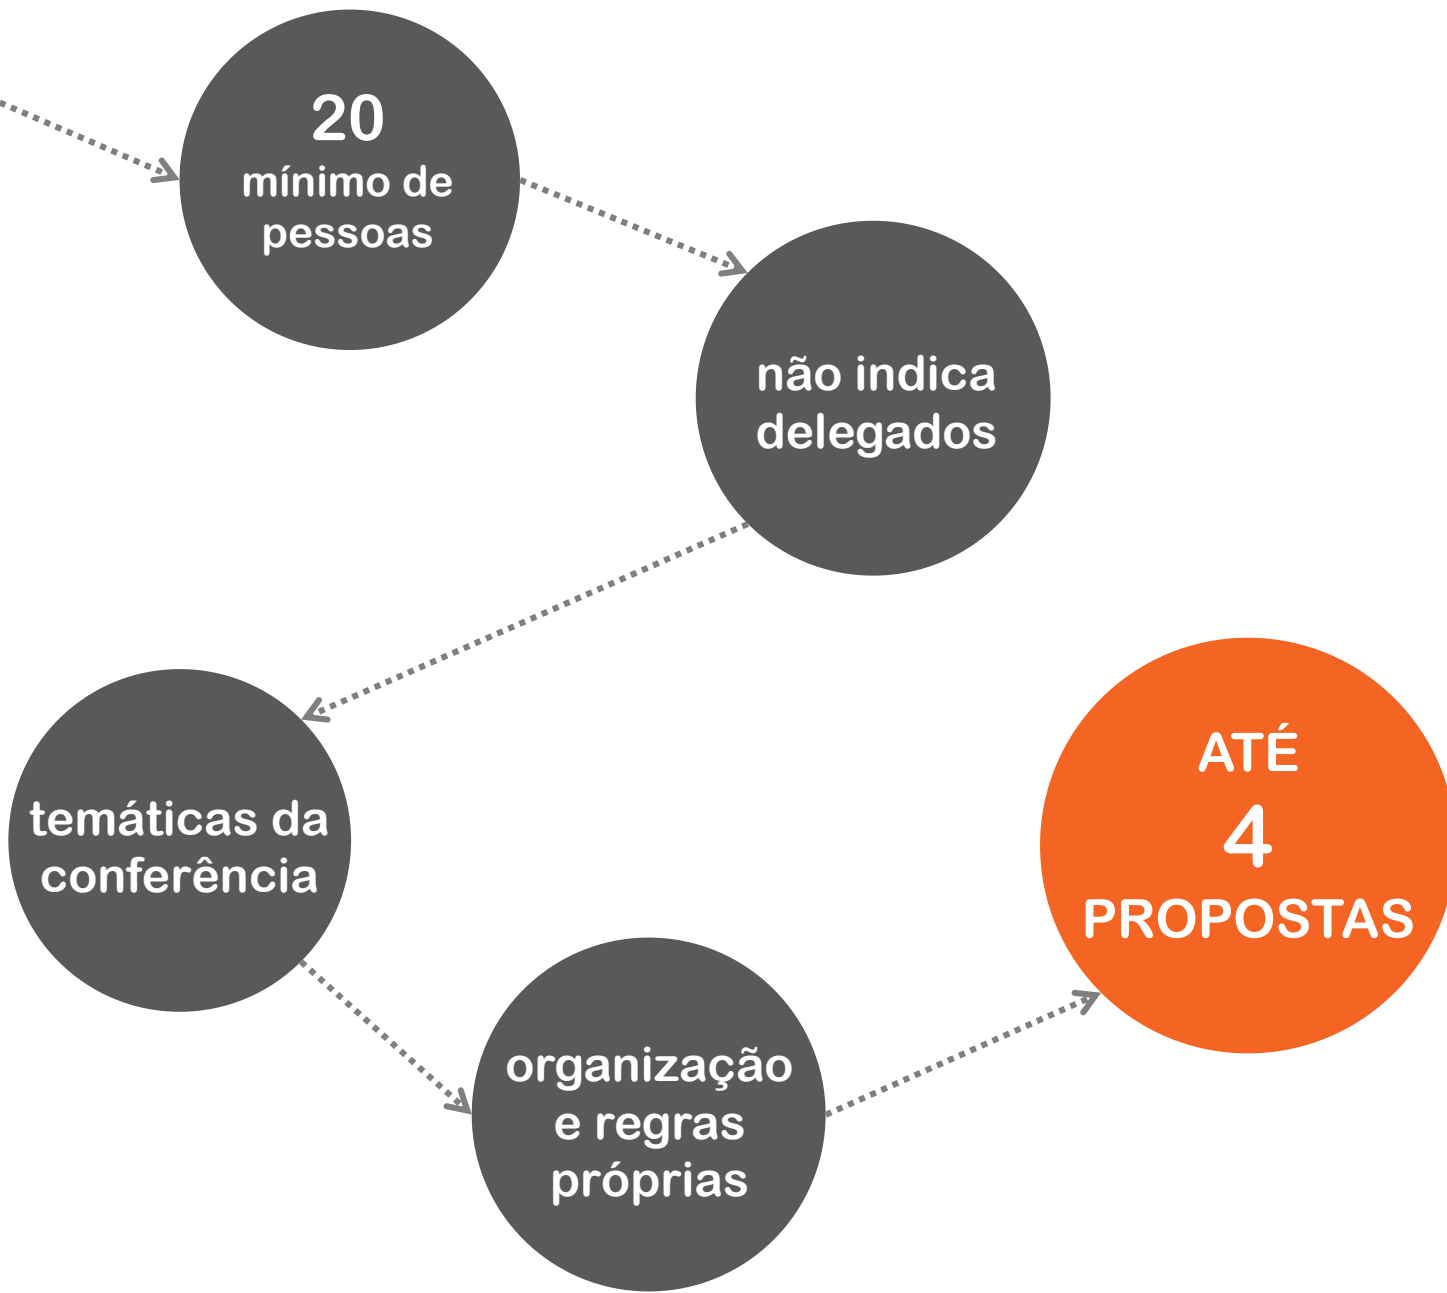 20
mínimo de
pessoas
não indica
delegados
temáticas da
conferência
organização
e regras
próprias
ATÉ
4
PROPOSTAS